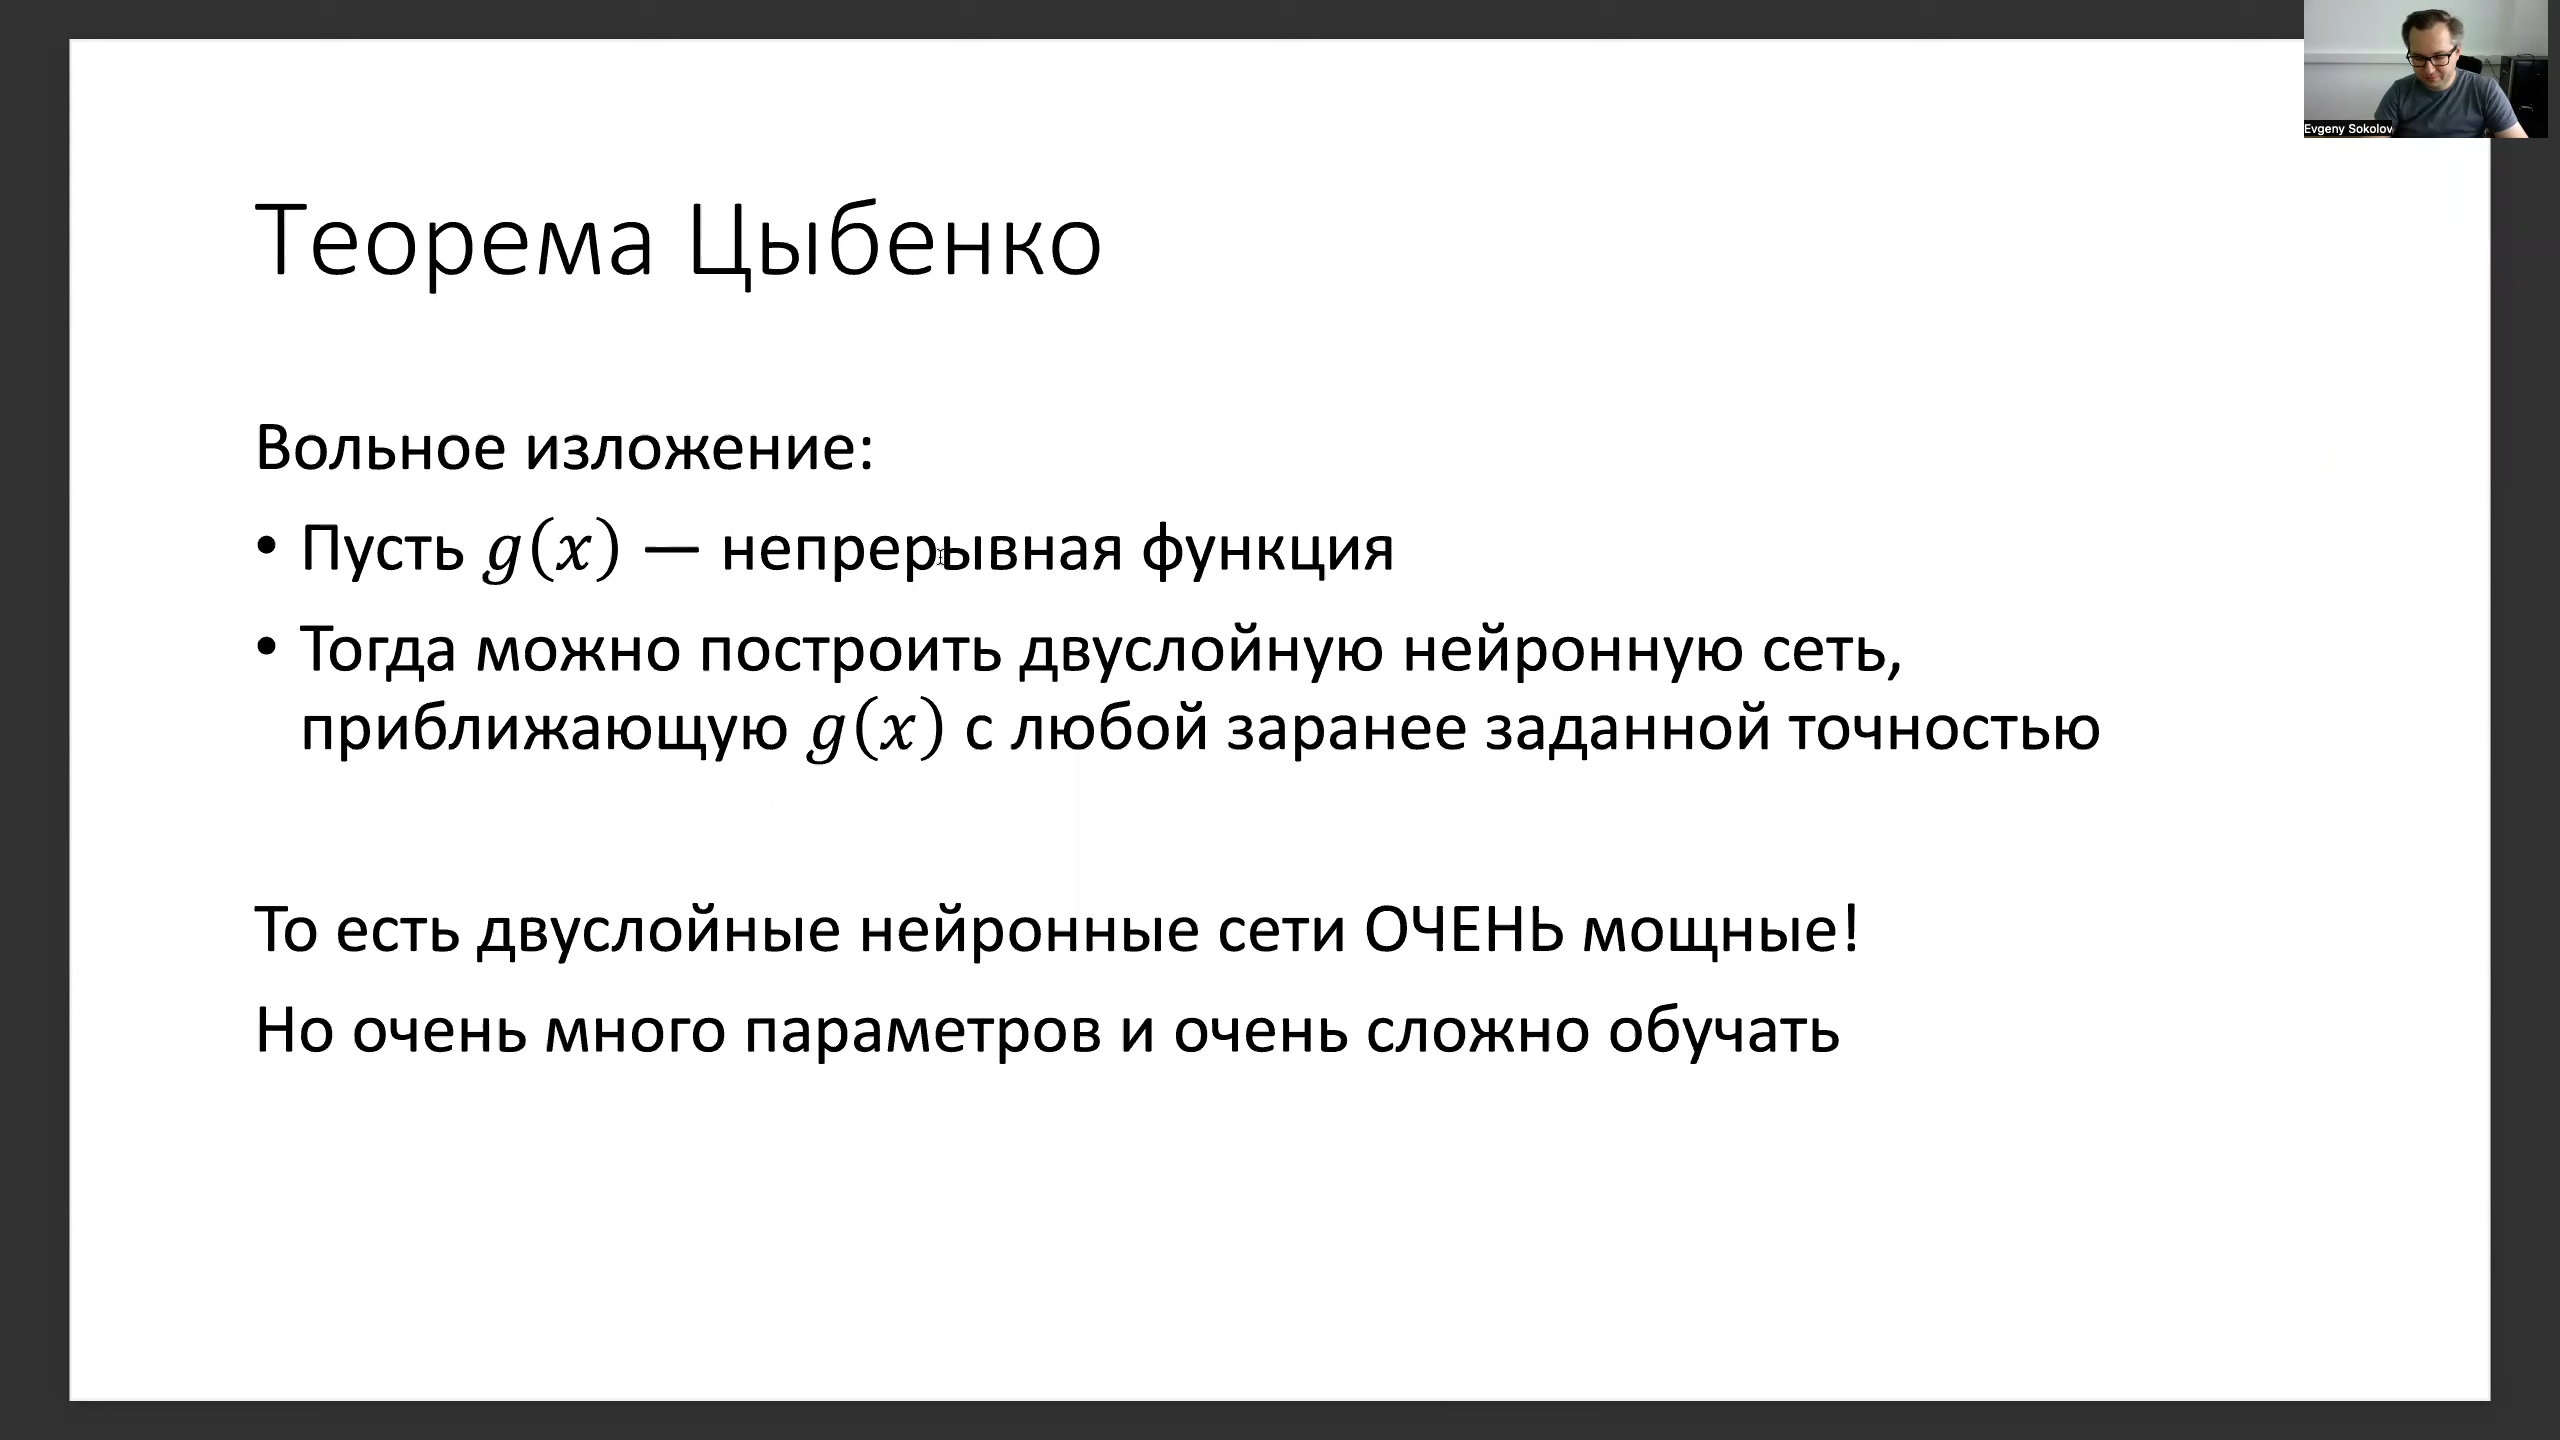 Evgeny Sokolov
Теорема Цыбенко
Вольное изложение:
• Пусть g(x) — непрерывная функция
• Тогда можно построить двуслойную нейронную сеть,
приближающую g(x) с любой заранее заданной точностью
То есть двуслойные нейронные сети ОЧЕНЬ мощные!
Но очень много параметров и очень сложно обучать